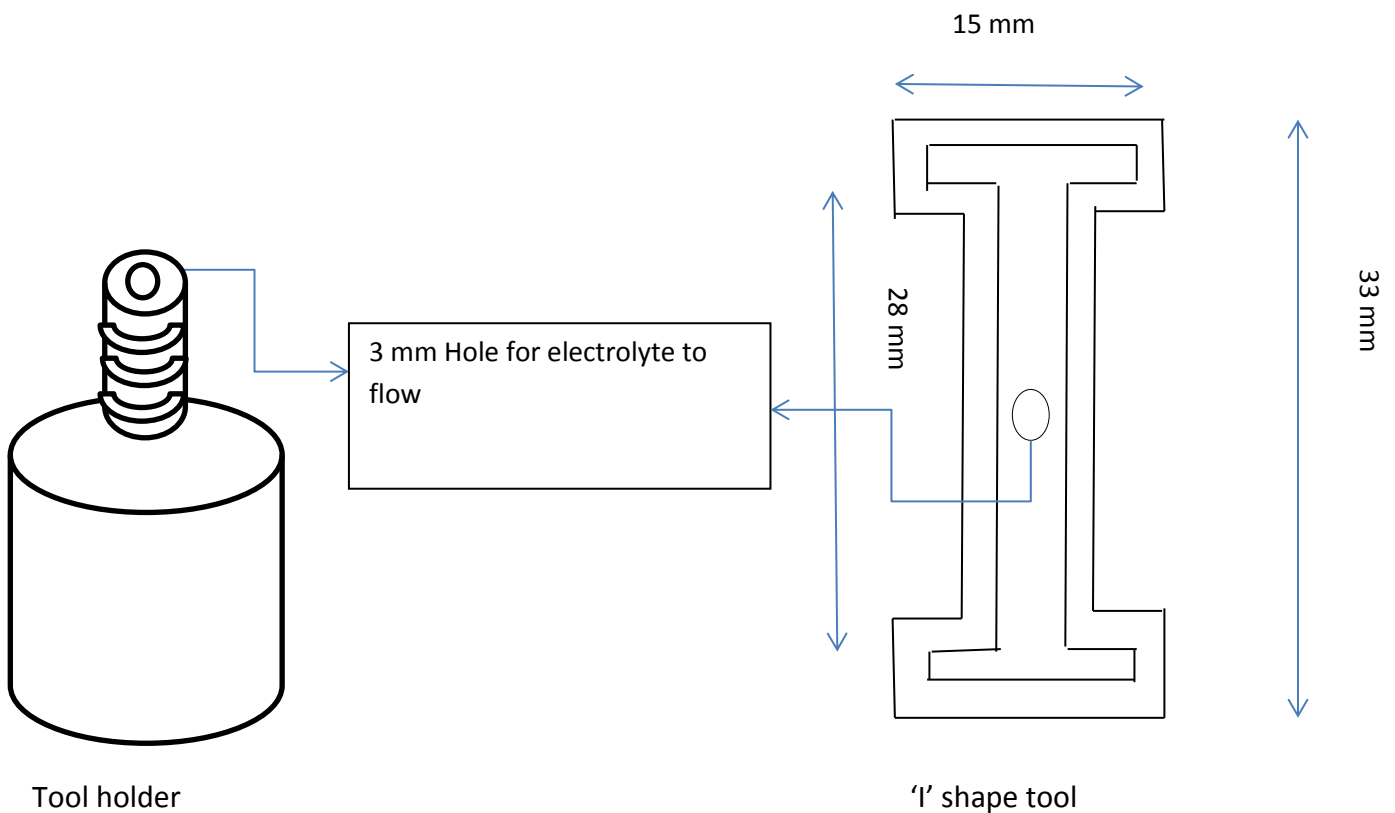 15 mm
3 mm Hole for electrolyte to
flow
28 mm
33 mm
Tool holder
‘I’ shape tool